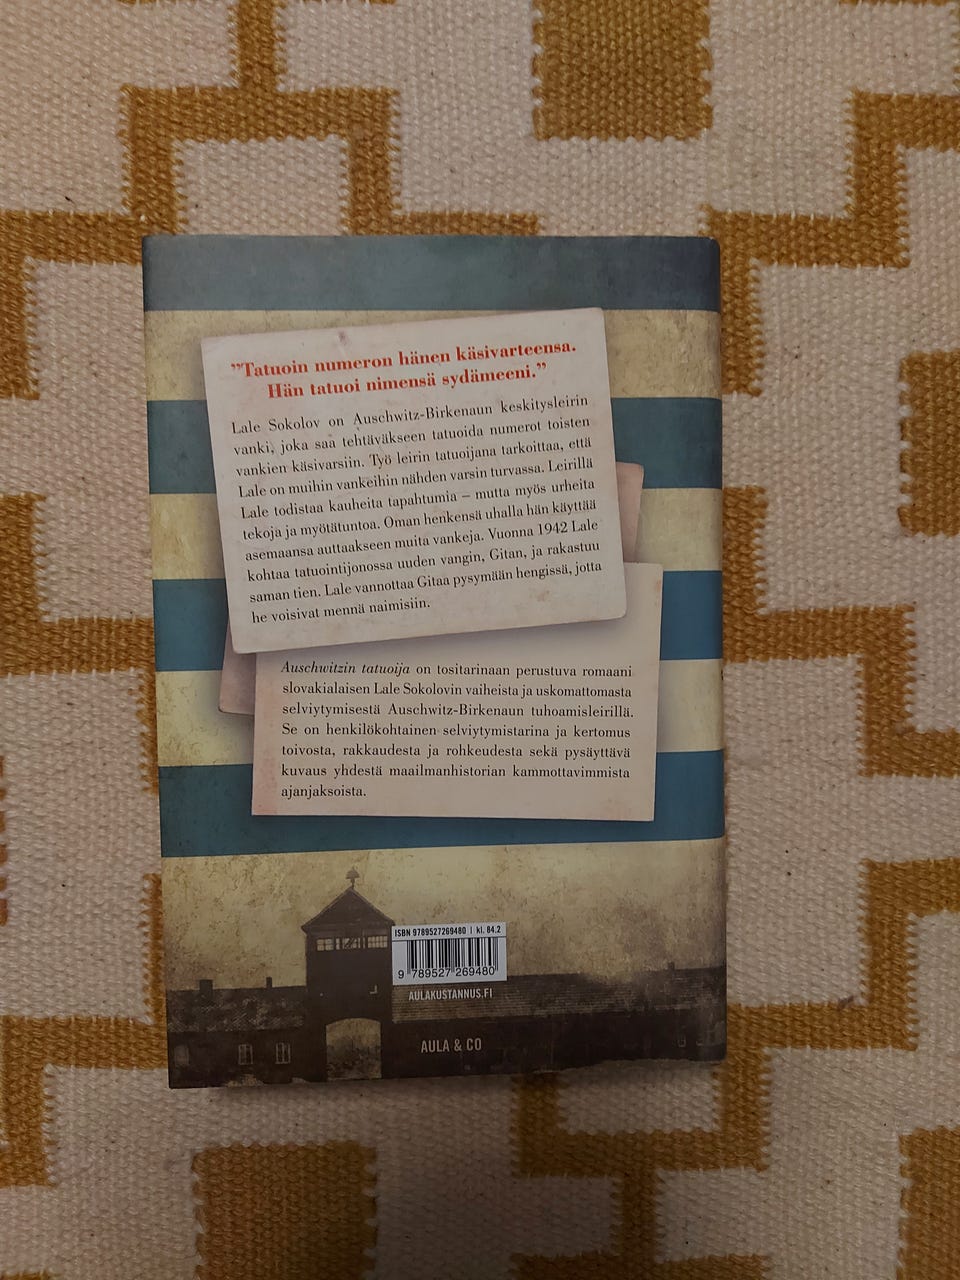 ”Tatuoin numeron hänen käsivarteensa.
Hän tatuoi nimensä sydämeeni.”
Lale Sokolov on Auschwitz-Birkenaun keskitysleirin
vanki, joka saa tehtäväkseen tatuoida numerot toisten
vankien käsivarsiin. Työ leirin tatuoijana tarkoittaa, että
Lale on muihin vankeihin nähden varsin turvassa. Leirillä
Lale todistaa kauheita tapahtumia – mutta myös urheita
tekoja ja myötätuntoa. Oman henkensä uhalla hän käyttää
asemaansa auttaakseen muita vankeja. Vuonna 1942 Lale
kohtaa tatuointijonossa uuden vangin, Gitan, ja rakastuu
saman tien. Lale vannottaa Gitaa pysymään hengissä, jotta
he voisivat mennä naimisiin.
Auschwitzin tatuoija on tositarinaan perustuva romaani
slovakialaisen Lale Sokolovin vaiheista ja uskomattomasta
selviytymisestä Auschwitz-Birkenaun tuhoamisleirillä.
Se on henkilökohtainen selviytymistarina ja kertomus
toivosta, rakkaudesta ja rohkeudesta sekä pysäyttävä
kuvaus yhdestä maailmanhistorian kammottavimmista
ajanjaksoista.
ISBN 9789527269480 | kl. 84.2
9 789527 269480
AULAKUSTANNUS.FI
AULA & CO